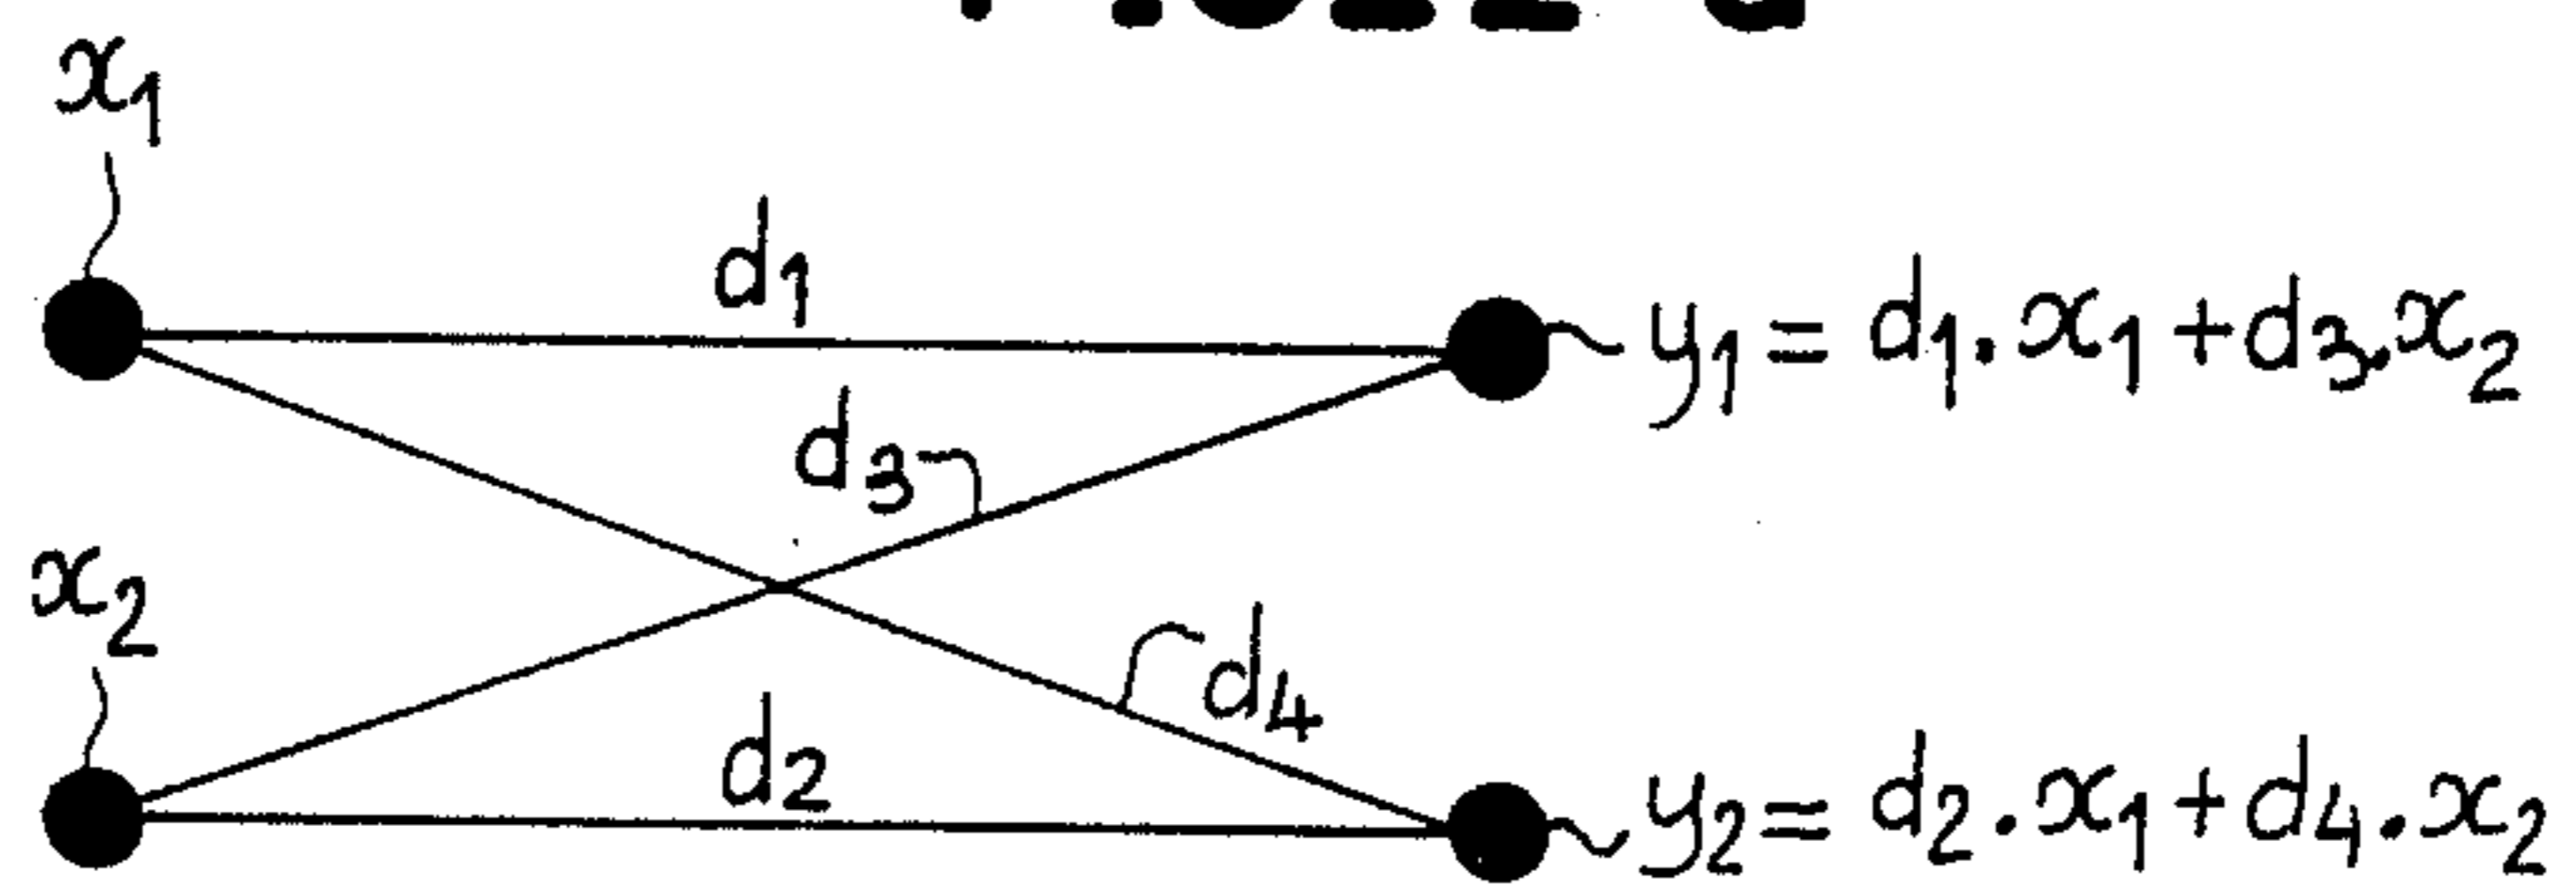 x1
d1
y1 = d1.x1 + d3.x2
d3
x2
d4
d2
y2 = d2.x1 + d4.x2